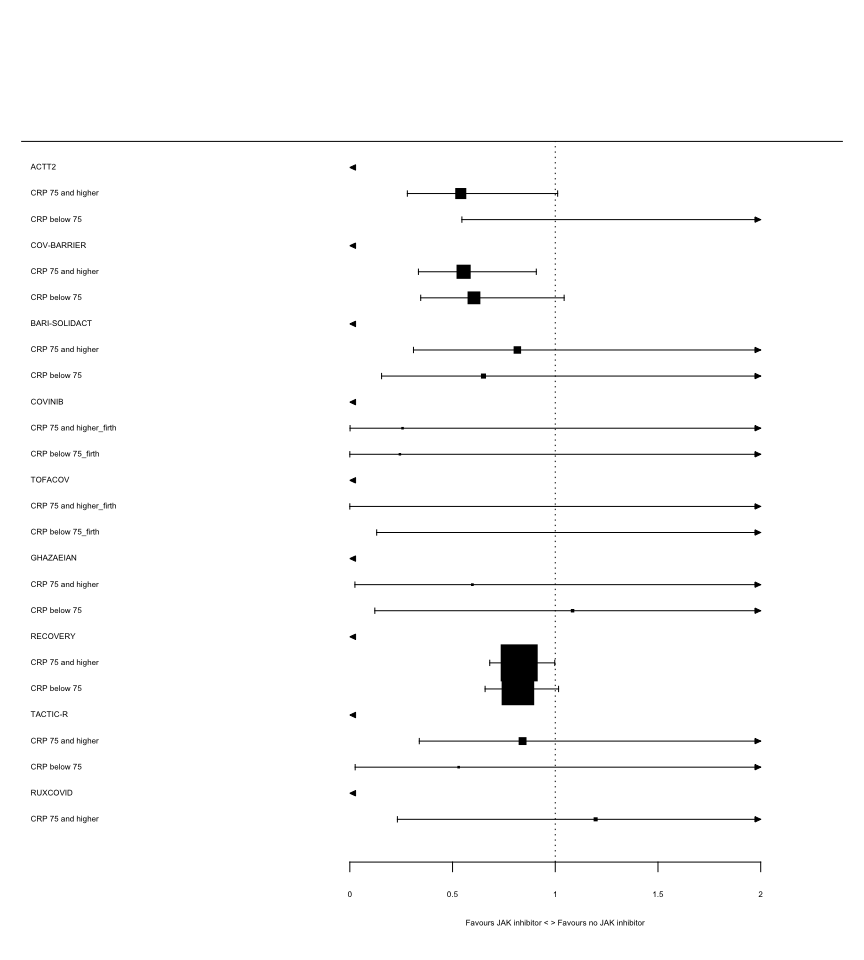 ACTT2
CRP 75 and higher
CRP below 75
COV-BARRIER
CRP 75 and higher
CRP below 75
BARI-SOLIDACT
CRP 75 and higher
CRP below 75
COVINIB
CRP 75 and higher_firth
CRP below 75_firth
TOFACOV
CRP 75 and higher_firth
CRP below 75_firth
GHAZAEIAN
CRP 75 and higher
CRP below 75
RECOVERY
CRP 75 and higher
CRP below 75
TACTIC-R
CRP 75 and higher
CRP below 75
RUXCOVID
CRP 75 and higher
0 0.5 1 1.5 2
Favours JAK inhibitor < > Favours no JAK inhibitor